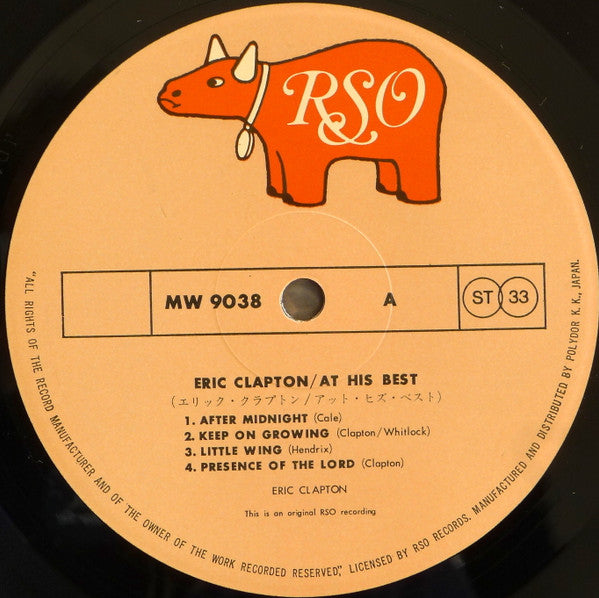 RSO
MW 9038 A ST 33
ERIC CLAPTON/AT HIS BEST
(エリック・クラプトン/アット・ヒズ・ベスト)
1. AFTER MIDNIGHT (Cale)
2. KEEP ON GROWING (Clapton/Whitlock)
3. LITTLE WING (Hendrix)
4. PRESENCE OF THE LORD (Clapton)
ERIC CLAPTON
This is an original RSO recording
"ALL RIGHTS OF THE RECORD MANUFACTURER AND OF THE OWNER OF THE WORK RECORDED RESERVED," LICENSED BY RSO RECORDS, MANUFACTURED AND DISTRIBUTED BY POLYDOR K. K., JAPAN.